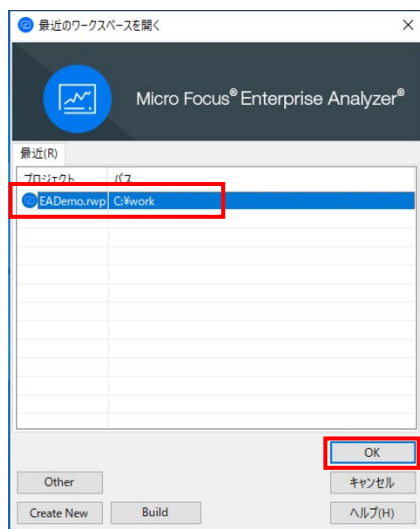 最近のワークスペースを開く
Micro Focus® Enterprise Analyzer®
最近(R)
プロジェクト パス
EADemo.rwp C:¥work
OK
Other キャンセル
Create New Build ヘルプ(H)